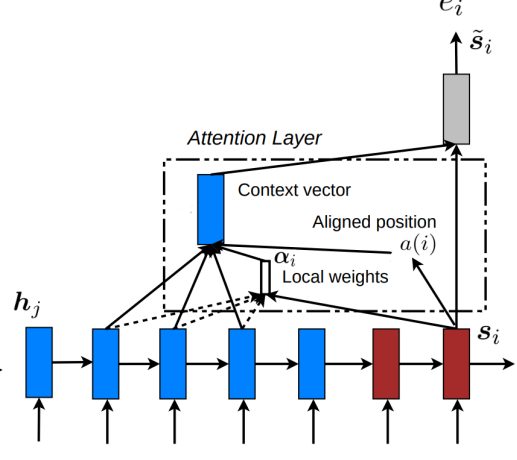 e_i
s̃_i
Attention Layer
Context vector
Aligned position
a(i)
α_i
Local weights
h_j
s_i